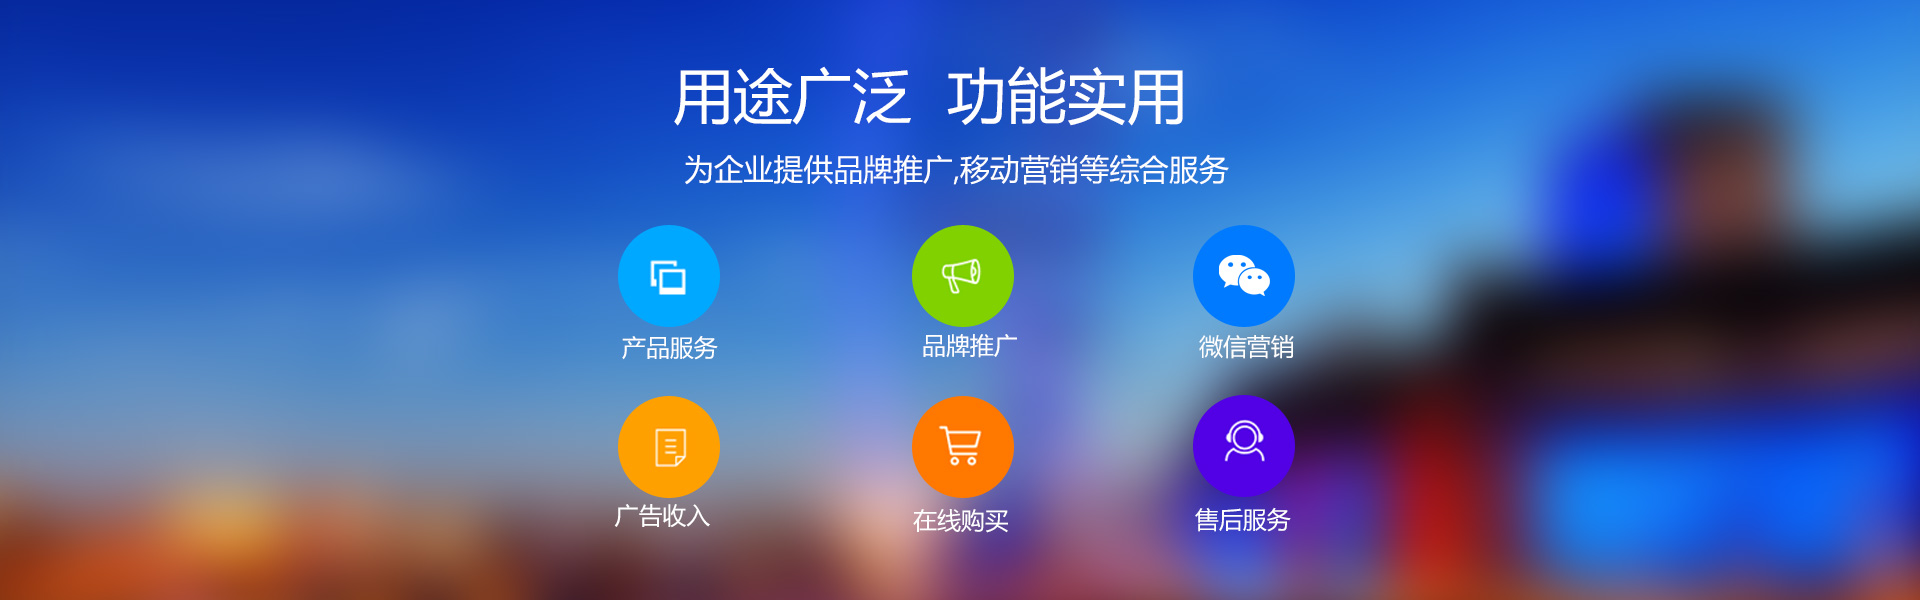 用途广泛 功能实用
为企业提供品牌推广,移动营销等综合服务
产品服务
品牌推广
微信营销
广告收入
在线购买
售后服务